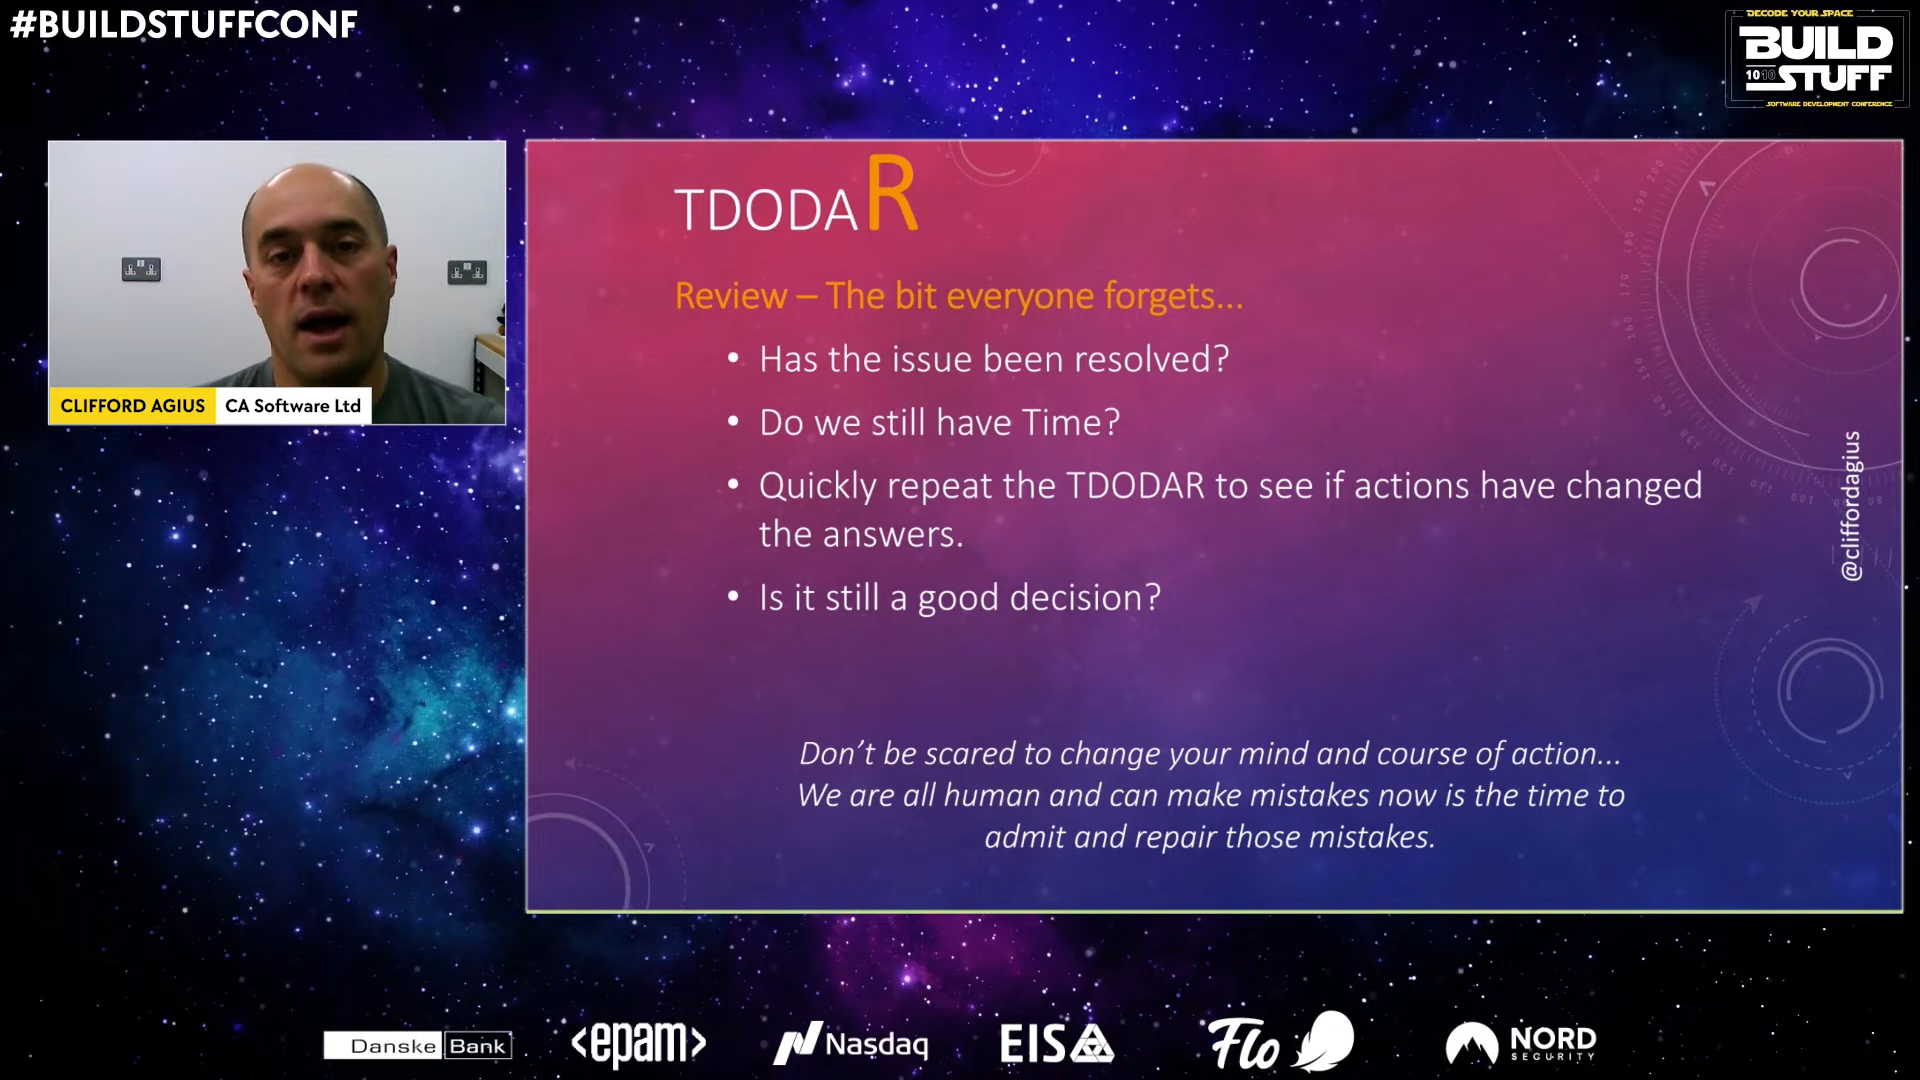 #BUILDSTUFFCONF
DECODE YOUR SPACE
BUILD
1010 STUFF
SOFTWARE DEVELOPMENT CONFERENCE
TDODAR
Review – The bit everyone forgets...
• Has the issue been resolved?
• Do we still have Time?
• Quickly repeat the TDODAR to see if actions have changed
the answers.
• Is it still a good decision?
Don’t be scared to change your mind and course of action...
We are all human and can make mistakes now is the time to
admit and repair those mistakes.
@cliffordagius
CLIFFORD AGIUS CA Software Ltd
Danske Bank
<epam>
Nasdaq
EIS
Flo
NORD
SECURITY